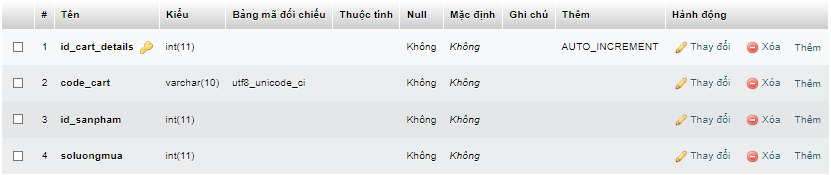 # Tên Kiểu Bảng mã đối chiếu Thuộc tính Null Mặc định Ghi chú Thêm Hành động
1 id_cart_details int(11) Không Không AUTO_INCREMENT Thay đổi Xóa Thêm
2 code_cart varchar(10) utf8_unicode_ci Không Không Thay đổi Xóa Thêm
3 id_sanpham int(11) Không Không Thay đổi Xóa Thêm
4 soluongmua int(11) Không Không Thay đổi Xóa Thêm